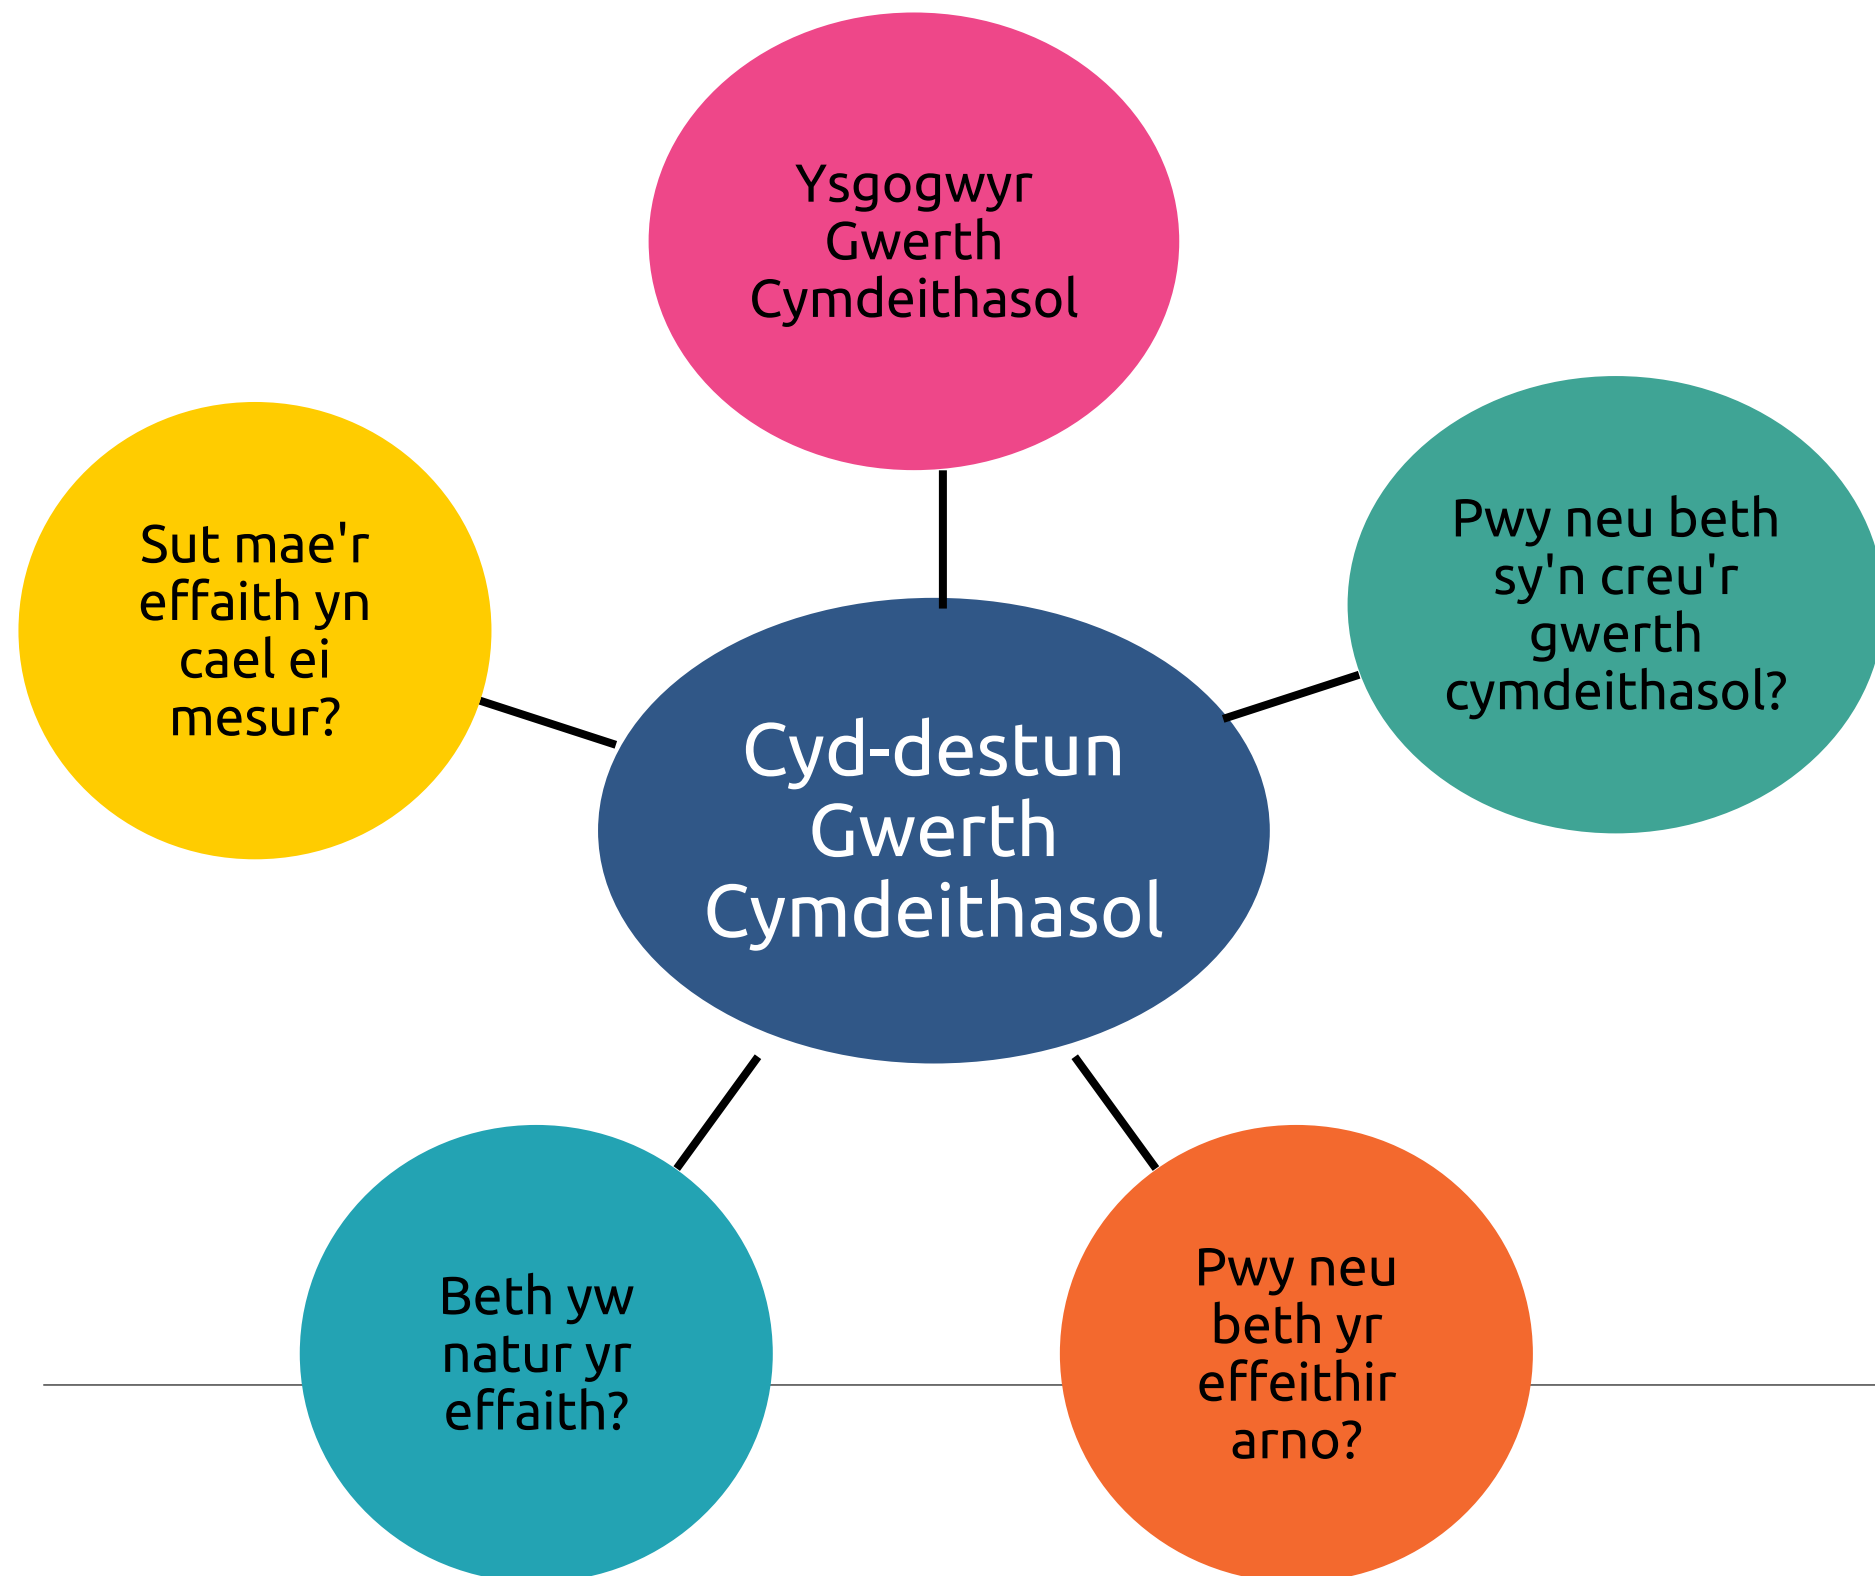 Ysgogwyr
Gwerth
Cymdeithasol
Pwy neu beth
sy'n creu'r
gwerth
cymdeithasol?
Sut mae'r
effaith yn
cael ei
mesur?
Cyd-destun
Gwerth
Cymdeithasol
Beth yw
natur yr
effaith?
Pwy neu
beth yr
effeithir
arno?